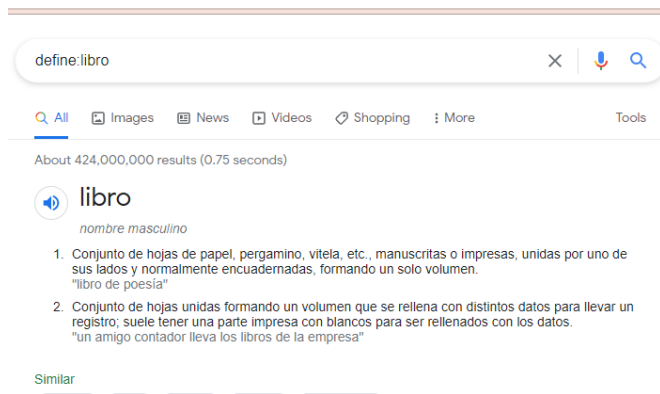 define:libro
All Images News Videos Shopping More Tools
About 424,000,000 results (0.75 seconds)
libro
nombre masculino
1. Conjunto de hojas de papel, pergamino, vitela, etc., manuscritas o impresas, unidas por uno de
sus lados y normalmente encuadernadas, formando un solo volumen.
"libro de poesía"
2. Conjunto de hojas unidas formando un volumen que se rellena con distintos datos para llevar un
registro; suele tener una parte impresa con blancos para ser rellenados con los datos.
"un amigo contador lleva los libros de la empresa"
Similar